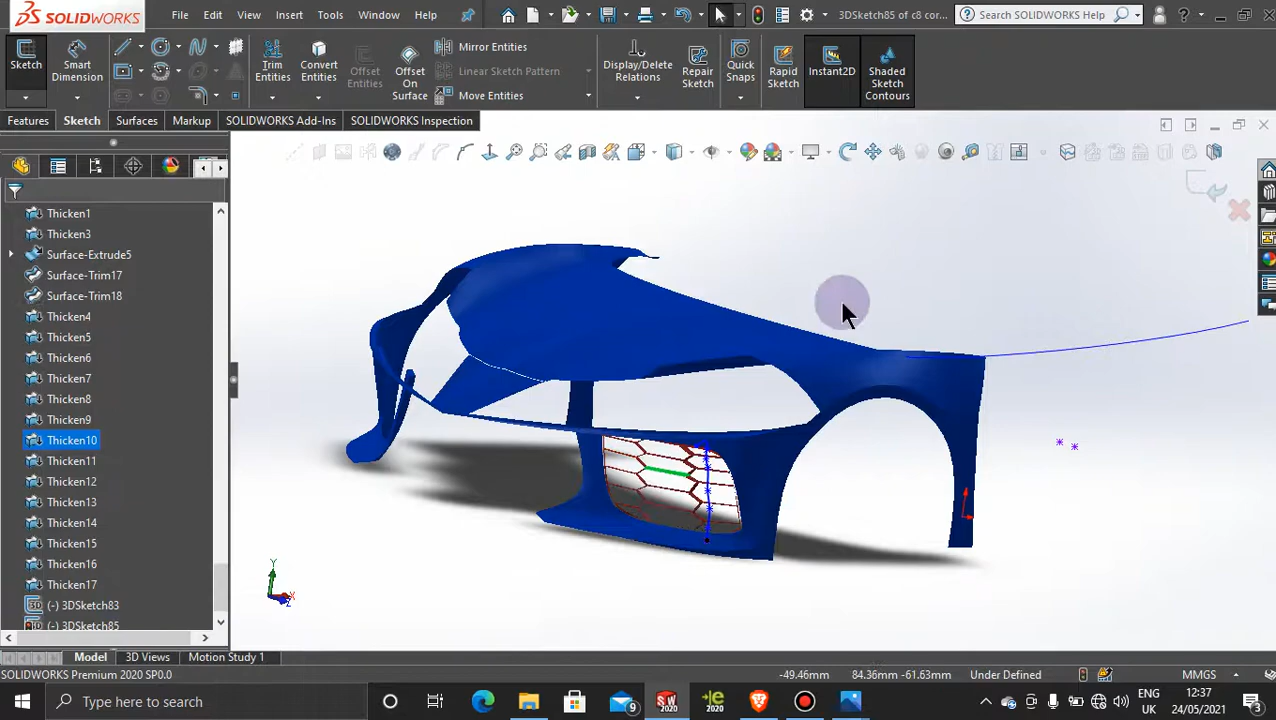 SOLIDWORKS File Edit View Insert Tools Window Help 3DSketch85 of c8 cor... Search SOLIDWORKS Help ?
Sketch Smart Dimension Trim Entities Convert Entities Offset Entities Offset On Surface Mirror Entities Linear Sketch Pattern Move Entities Display/Delete Relations Repair Sketch Quick Snaps Rapid Sketch Instant2D Shaded Sketch Contours
Features Sketch Surfaces Markup SOLIDWORKS Add-Ins SOLIDWORKS Inspection
Thicken1
Thicken3
Surface-Extrude5
Surface-Trim17
Surface-Trim18
Thicken4
Thicken5
Thicken6
Thicken7
Thicken8
Thicken9
Thicken10
Thicken11
Thicken12
Thicken13
Thicken14
Thicken15
Thicken16
Thicken17
(-) 3DSketch83
(-) 3DSketch85
Y
X
Z
Model 3D Views Motion Study 1
SOLIDWORKS Premium 2020 SP0.0 -49.46mm 84.36mm -61.63mm Under Defined MMGS
Type here to search 9 SW 2020 e 2020 ENG 12:37
UK 24/05/2021 3